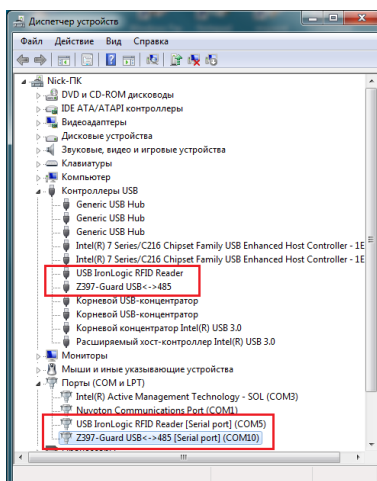 Диспетчер устройств
Файл Действие Вид Справка
Nick-ПК
DVD и CD-ROM дисководы
IDE ATA/ATAPI контроллеры
Видеоадаптеры
Дисковые устройства
Звуковые, видео и игровые устройства
Клавиатуры
Компьютер
Контроллеры USB
Generic USB Hub
Generic USB Hub
Generic USB Hub
Intel(R) 7 Series/C216 Chipset Family USB Enhanced Host Controller - 1E
Intel(R) 7 Series/C216 Chipset Family USB Enhanced Host Controller - 1E
USB IronLogic RFID Reader
Z397-Guard USB<->485
Корневой USB-концентратор
Корневой USB-концентратор
Корневой концентратор Intel(R) USB 3.0
Расширяемый хост-контроллер Intel(R) USB 3.0
Мониторы
Мыши и иные указывающие устройства
Порты (COM и LPT)
Intel(R) Active Management Technology - SOL (COM3)
Nuvoton Communications Port (COM1)
USB IronLogic RFID Reader [Serial port] (COM5)
Z397-Guard USB<->485 [Serial port] (COM10)